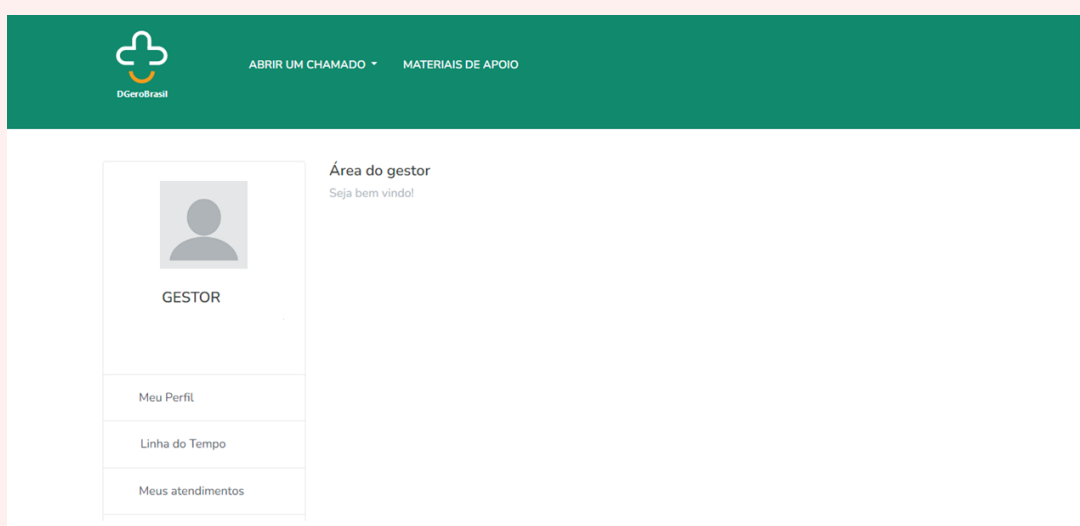 DGeroBrasil
ABRIR UM CHAMADO
MATERIAIS DE APOIO
GESTOR
Meu Perfil
Linha do Tempo
Meus atendimentos
Área do gestor
Seja bem vindo!